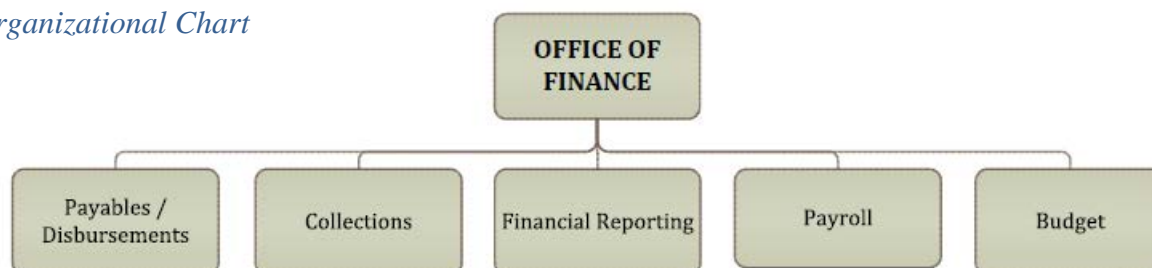 rganizational Chart
OFFICE OF
FINANCE
Payables /
Disbursements
Collections
Financial Reporting
Payroll
Budget